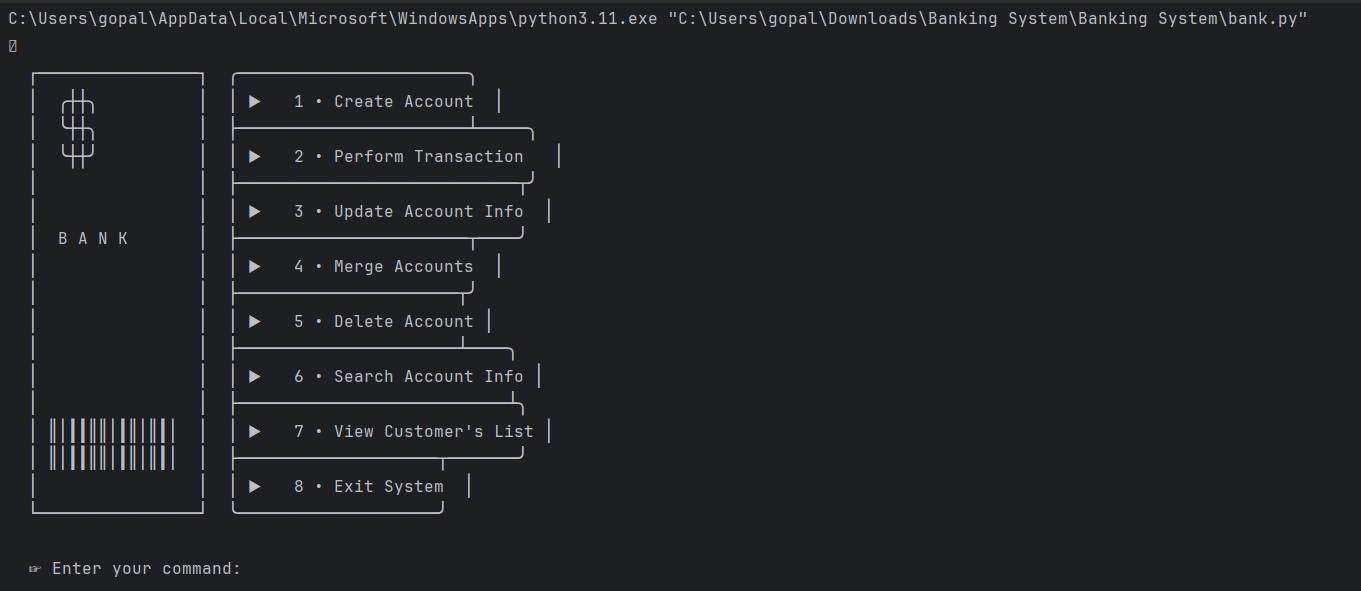 C:\Users\gopal\AppData\Local\Microsoft\WindowsApps\python3.11.exe "C:\Users\gopal\Downloads\Banking System\Banking System\bank.py"
▶ 1 • Create Account
▶ 2 • Perform Transaction
▶ 3 • Update Account Info
B A N K
▶ 4 • Merge Accounts
▶ 5 • Delete Account
▶ 6 • Search Account Info
▶ 7 • View Customer's List
▶ 8 • Exit System
☞ Enter your command: